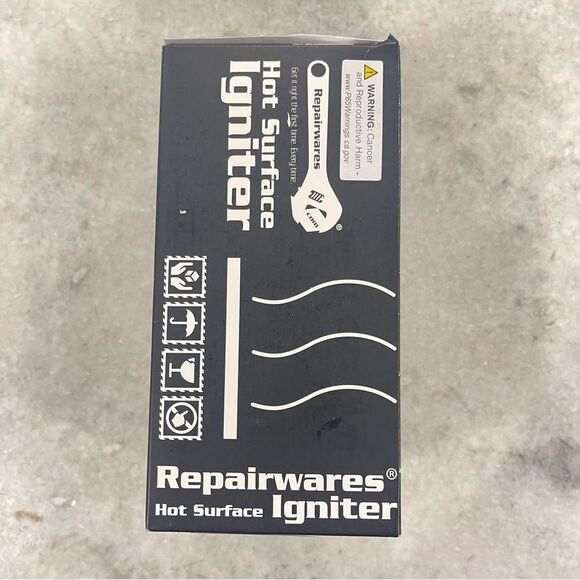 WARNING: Cancer
and Reproductive Harm -
www.P65Warnings.ca.gov
Repairwares
.com
®
Get it right the first time. Every time.
Hot Surface
Igniter
Repairwares®
Hot Surface Igniter